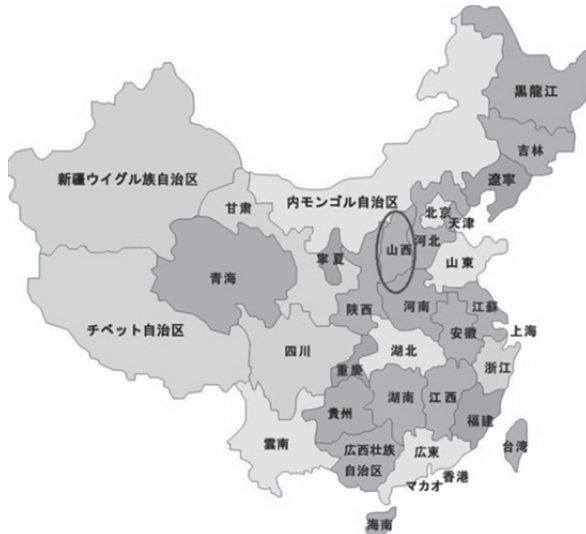 黒龍江
吉林
遼寧
新疆ウイグル族自治区
内モンゴル自治区
甘肃
北京
天津
河北
山西
寧夏
山東
青海
陕西
河南
江蘇
チベット自治区
安徽
上海
四川
湖北
浙江
重慶
湖南
江西
貴州
福建
雲南
広西壮族
自治区
広東
台湾
香港
マカオ
海南